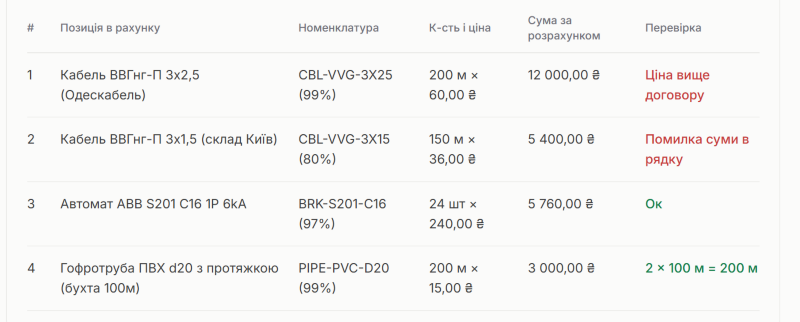 # Позиція в рахунку Номенклатура К-сть і ціна Сума за розрахунком Перевірка
1 Кабель ВВГнг-П 3х2,5 (Одескабель) CBL-VVG-3X25 (99%) 200 м × 60,00 ₴ 12 000,00 ₴ Ціна вище договору
2 Кабель ВВГнг-П 3х1,5 (склад Київ) CBL-VVG-3X15 (80%) 150 м × 36,00 ₴ 5 400,00 ₴ Помилка суми в рядку
3 Автомат ABB S201 C16 1P 6kA BRK-S201-C16 (97%) 24 шт × 240,00 ₴ 5 760,00 ₴ Ок
4 Гофротруба ПВХ d20 з протяжкою (бухта 100м) PIPE-PVC-D20 (99%) 200 м × 15,00 ₴ 3 000,00 ₴ 2 × 100 м = 200 м